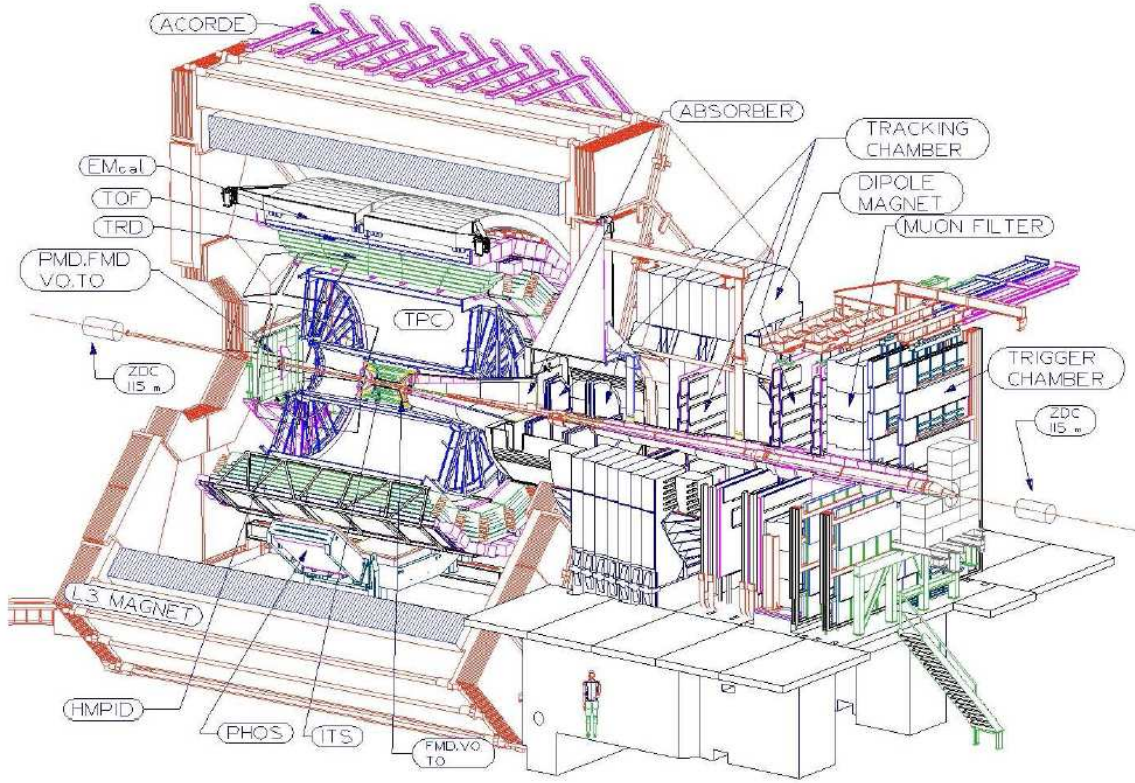 ACORDE
ABSORBER
TRACKING
CHAMBER
EMcal
DIPOLE
MAGNET
TOF
MUON FILTER
TRD
PMD.FMD
V0.T0
TPC
TRIGGER
CHAMBER
ZDC
115 m
ZDC
115 m
L3 MAGNET
HMPID
PHOS
ITS
FMD.V0
T0